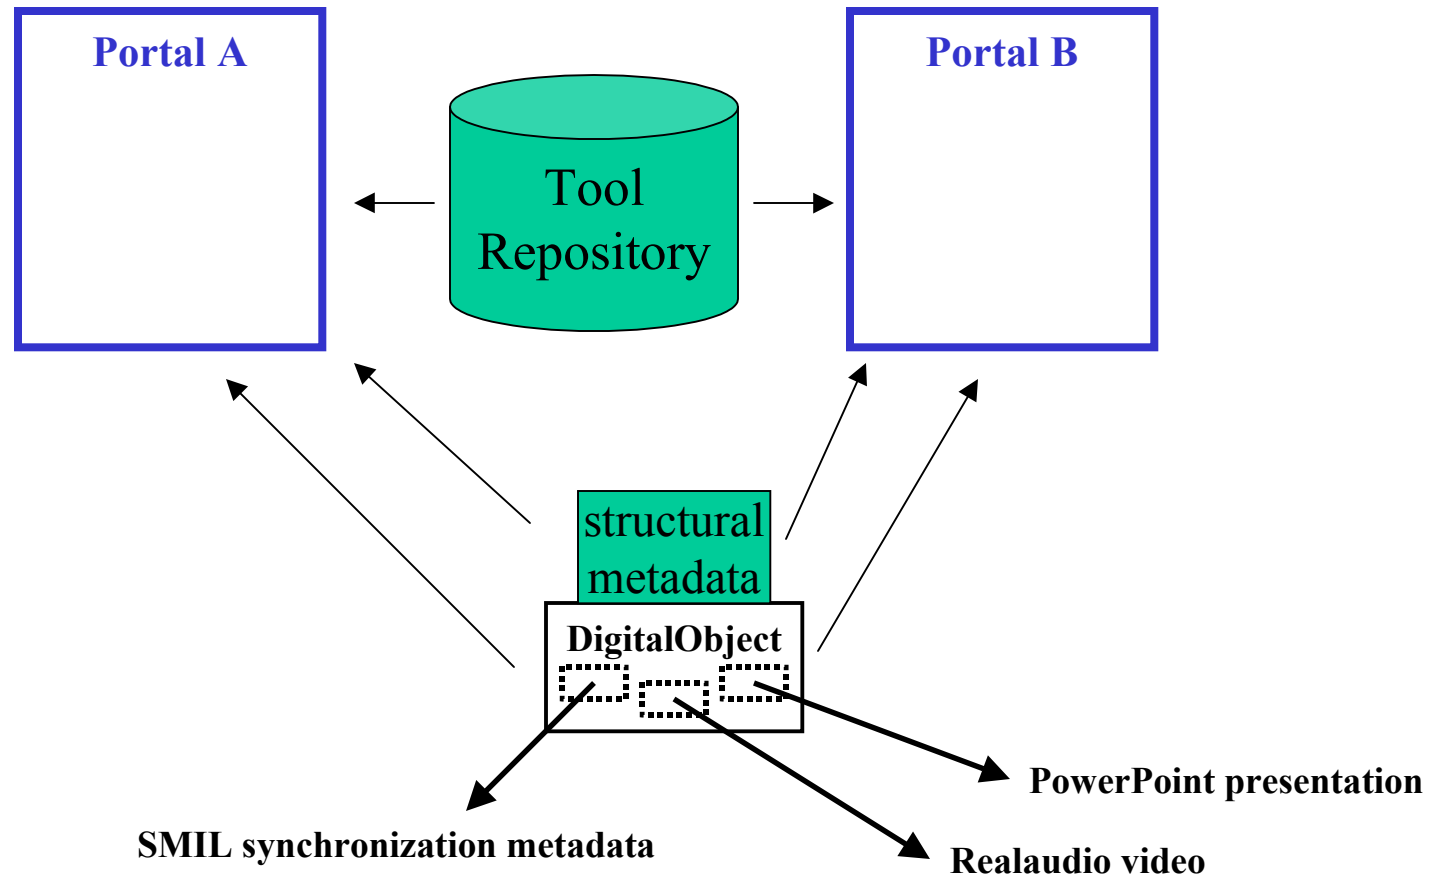 Portal A
Portal B
Tool
Repository
structural
metadata
DigitalObject
PowerPoint presentation
SMIL synchronization metadata
Realaudio video